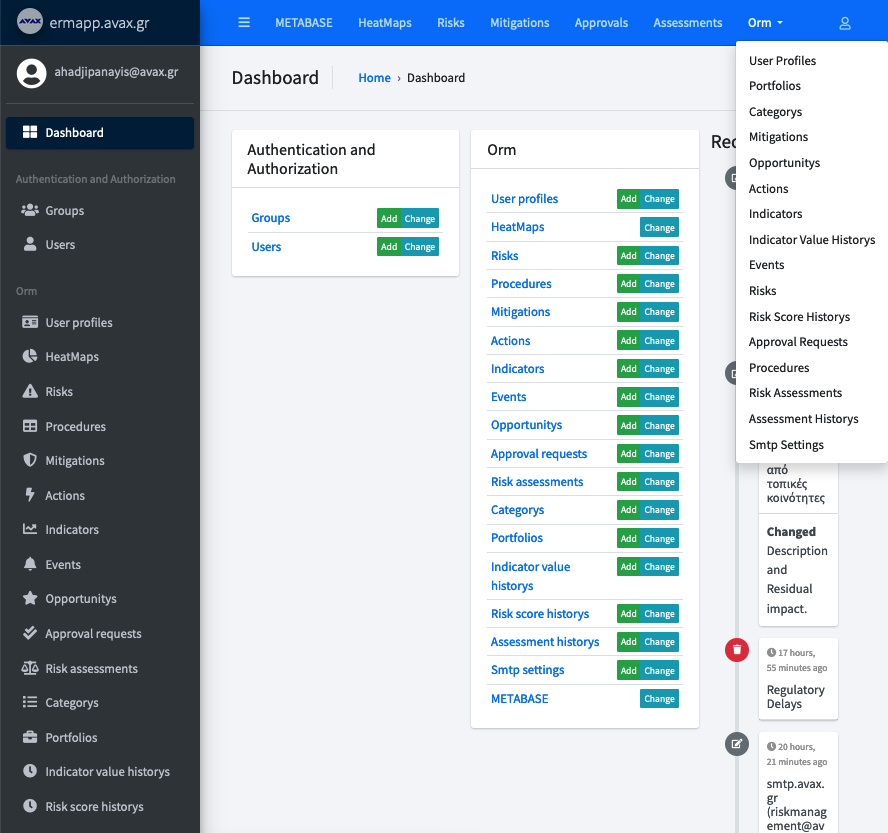 AVAX
ermapp.avax.gr
METABASE
HeatMaps
Risks
Mitigations
Approvals
Assessments
Orm
ahadjipanayis@avax.gr
Dashboard
Authentication and Authorization
Groups
Users
Orm
User profiles
HeatMaps
Risks
Procedures
Mitigations
Actions
Indicators
Events
Opportunitys
Approval requests
Risk assessments
Categorys
Portfolios
Indicator value historys
Risk score historys
Dashboard
Home › Dashboard
Authentication and
Authorization
Groups Add Change
Users Add Change
Orm
User profiles Add Change
HeatMaps Change
Risks Add Change
Procedures Add Change
Mitigations Add Change
Actions Add Change
Indicators Add Change
Events Add Change
Opportunitys Add Change
Approval requests Add Change
Risk assessments Add Change
Categorys Add Change
Portfolios Add Change
Indicator value Add Change
historys
Risk score historys Add Change
Assessment historys Add Change
Smtp settings Add Change
METABASE Change
User Profiles
Portfolios
Categorys
Mitigations
Opportunitys
Actions
Indicators
Indicator Value Historys
Events
Risks
Risk Score Historys
Approval Requests
Procedures
Risk Assessments
Assessment Historys
Smtp Settings
από
τοπικές
κοινότητες
Changed
Description
and
Residual
impact.
17 hours,
55 minutes ago
Regulatory
Delays
20 hours,
21 minutes ago
smtp.avax.
gr
(riskmanag
ement@av